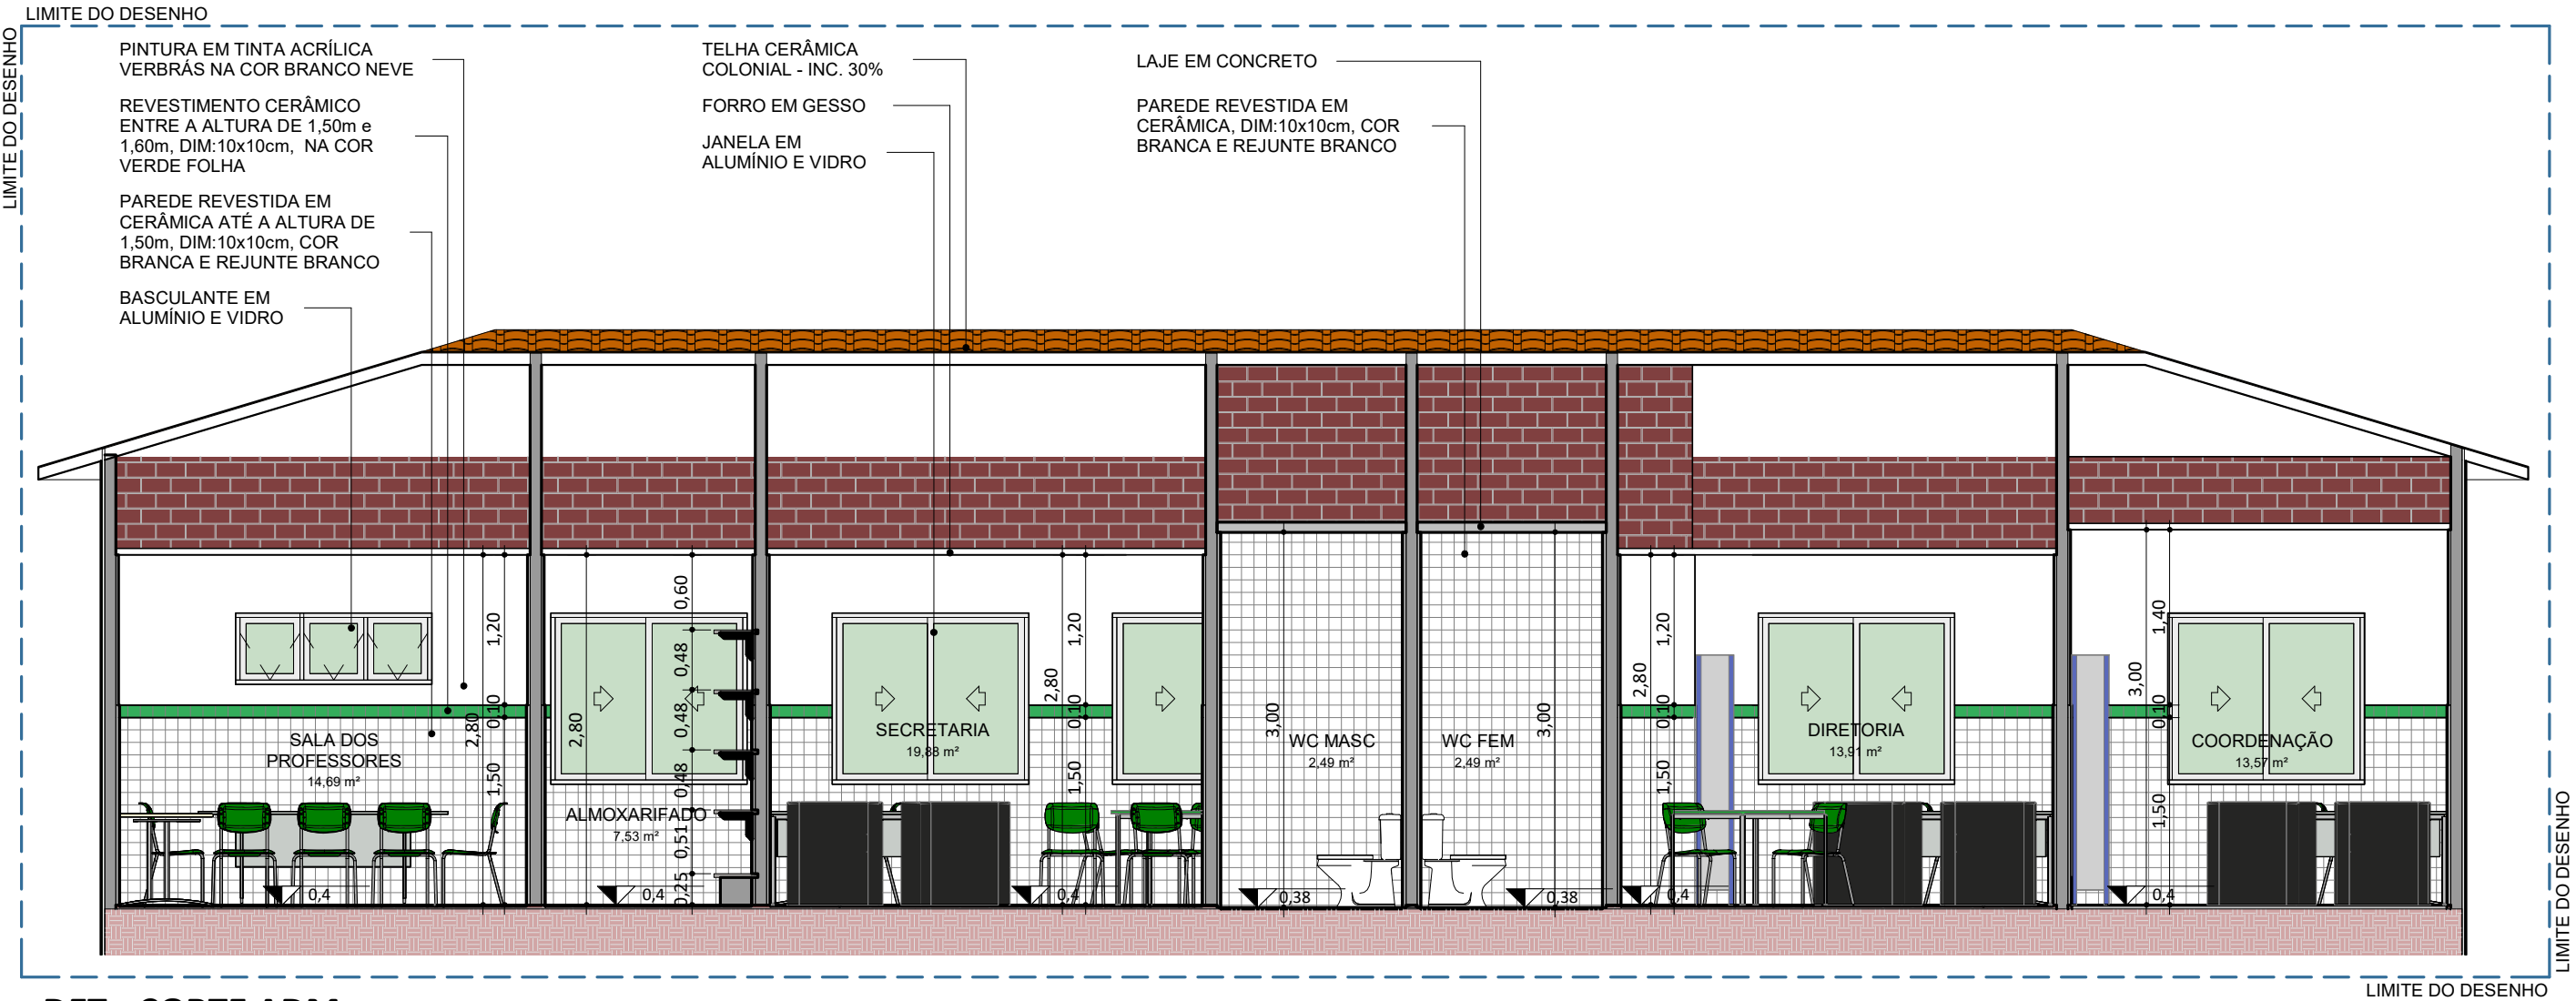 LIMITE DO DESENHO
LIMITE DO DESENHO
PINTURA EM TINTA ACRÍLICA
VERBRÁS NA COR BRANCO NEVE
REVESTIMENTO CERÂMICO
ENTRE A ALTURA DE 1,50m e
1,60m, DIM:10x10cm, NA COR
VERDE FOLHA
PAREDE REVESTIDA EM
CERÂMICA ATÉ A ALTURA DE
1,50m, DIM:10x10cm, COR
BRANCA E REJUNTE BRANCO
BASCULANTE EM
ALUMÍNIO E VIDRO
TELHA CERÂMICA
COLONIAL - INC. 30%
FORRO EM GESSO
JANELA EM
ALUMÍNIO E VIDRO
LAJE EM CONCRETO
PAREDE REVESTIDA EM
CERÂMICA, DIM:10x10cm, COR
BRANCA E REJUNTE BRANCO
SALA DOS
PROFESSORES
14,69 m²
2,80
1,20
0,10
1,50
0,4
2,80
ALMOXARIFADO
7,53 m²
0,60
0,48
0,48
0,48
0,51
0,25
0,4
SECRETARIA
19,88 m²
2,80
1,20
0,10
1,50
0,4
3,00
WC MASC
2,49 m²
0,38
WC FEM
2,49 m²
3,00
0,38
2,80
1,20
0,10
1,50
0,4
DIRETORIA
13,91 m²
3,00
1,40
0,10
1,50
0,4
COORDENAÇÃO
13,57 m²
LIMITE DO DESENHO
LIMITE DO DESENHO